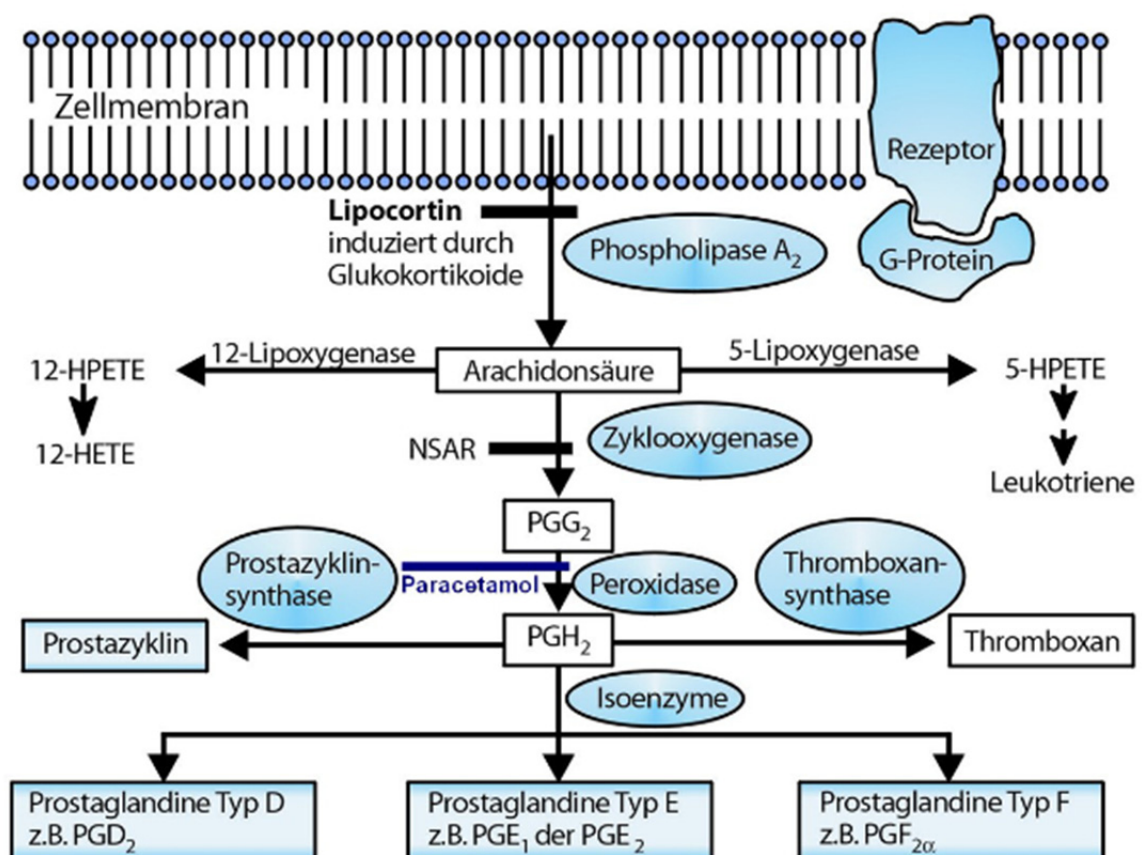 Zellmembran
Rezeptor
Lipocortin
induziert durch
Glukokortikoide
Phospholipase A₂
G-Protein
12-HPETE
12-Lipoxygenase
Arachidonsäure
5-Lipoxygenase
5-HPETE
12-HETE
NSAR
Zyklooxygenase
Leukotriene
PGG₂
Prostazyklin-
synthase
Paracetamol
Peroxidase
Thromboxan-
synthase
Prostazyklin
PGH₂
Thromboxan
Isoenzyme
Prostaglandine Typ D
z.B. PGD₂
Prostaglandine Typ E
z.B. PGE₁ der PGE₂
Prostaglandine Typ F
z.B. PGF₂α